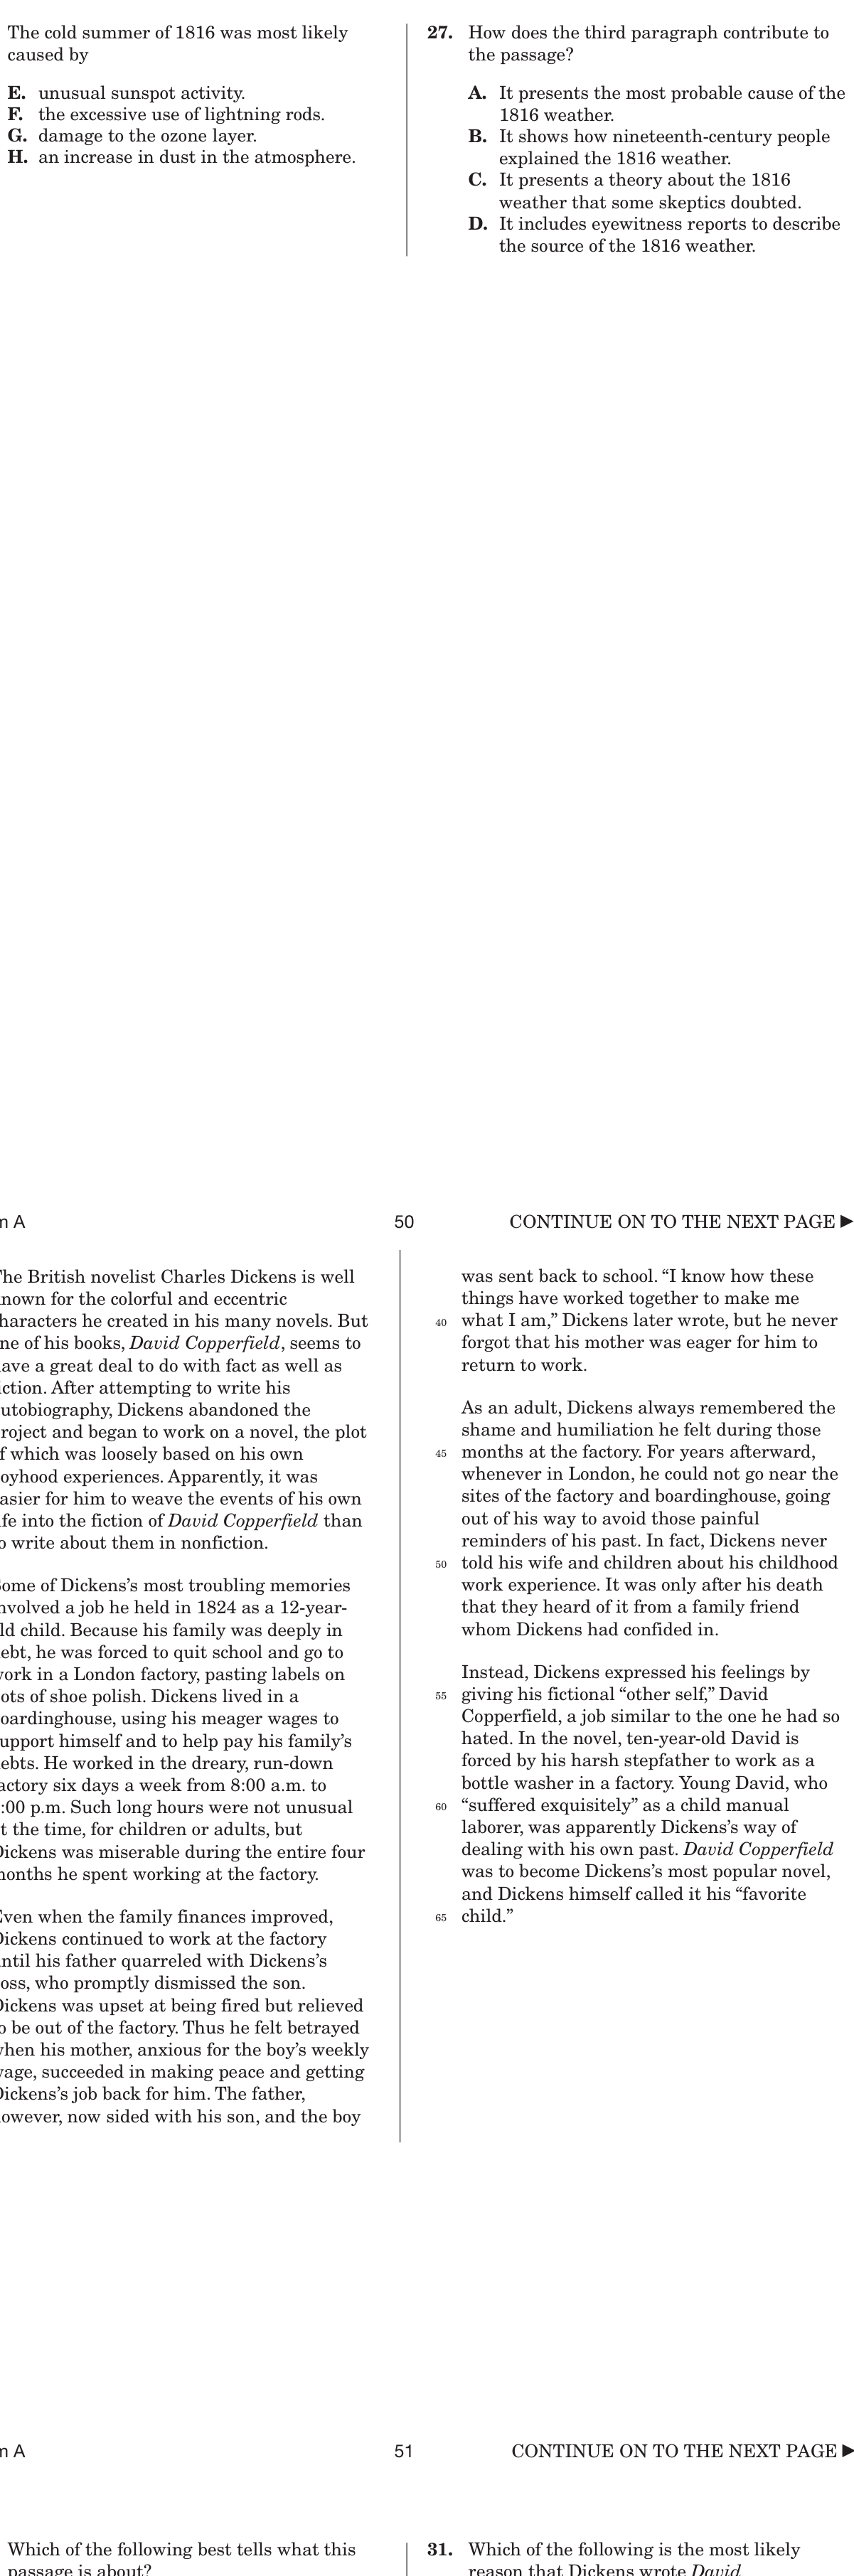 The cold summer of 1816 was most likely
caused by
E. unusual sunspot activity.
F. the excessive use of lightning rods.
G. damage to the ozone layer.
H. an increase in dust in the atmosphere.
27. How does the third paragraph contribute to
the passage?
A. It presents the most probable cause of the
1816 weather.
B. It shows how nineteenth-century people
explained the 1816 weather.
C. It presents a theory about the 1816
weather that some skeptics doubted.
D. It includes eyewitness reports to describe
the source of the 1816 weather.
m A 50 CONTINUE ON TO THE NEXT PAGE ►
The British novelist Charles Dickens is well
nown for the colorful and eccentric
haracters he created in his many novels. But
ne of his books, David Copperfield, seems to
ave a great deal to do with fact as well as
iction. After attempting to write his
utobiography, Dickens abandoned the
roject and began to work on a novel, the plot
f which was loosely based on his own
oyhood experiences. Apparently, it was
asier for him to weave the events of his own
ife into the fiction of David Copperfield than
o write about them in nonfiction.
Some of Dickens’s most troubling memories
nvolved a job he held in 1824 as a 12-year-
ld child. Because his family was deeply in
ebt, he was forced to quit school and go to
work in a London factory, pasting labels on
ots of shoe polish. Dickens lived in a
oardinghouse, using his meager wages to
upport himself and to help pay his family’s
ebts. He worked in the dreary, run-down
actory six days a week from 8:00 a.m. to
:00 p.m. Such long hours were not unusual
t the time, for children or adults, but
Dickens was miserable during the entire four
months he spent working at the factory.
Even when the family finances improved,
Dickens continued to work at the factory
ntil his father quarreled with Dickens’s
oss, who promptly dismissed the son.
Dickens was upset at being fired but relieved
o be out of the factory. Thus he felt betrayed
when his mother, anxious for the boy’s weekly
wage, succeeded in making peace and getting
Dickens’s job back for him. The father,
owever, now sided with his son, and the boy
was sent back to school. “I know how these
things have worked together to make me
40 what I am,” Dickens later wrote, but he never
forgot that his mother was eager for him to
return to work.
As an adult, Dickens always remembered the
shame and humiliation he felt during those
45 months at the factory. For years afterward,
whenever in London, he could not go near the
sites of the factory and boardinghouse, going
out of his way to avoid those painful
reminders of his past. In fact, Dickens never
50 told his wife and children about his childhood
work experience. It was only after his death
that they heard of it from a family friend
whom Dickens had confided in.
Instead, Dickens expressed his feelings by
55 giving his fictional “other self,” David
Copperfield, a job similar to the one he had so
hated. In the novel, ten-year-old David is
forced by his harsh stepfather to work as a
bottle washer in a factory. Young David, who
60 “suffered exquisitely” as a child manual
laborer, was apparently Dickens’s way of
dealing with his own past. David Copperfield
was to become Dickens’s most popular novel,
and Dickens himself called it his “favorite
65 child.”
m A 51 CONTINUE ON TO THE NEXT PAGE ►
Which of the following best tells what this
passage is about?
31. Which of the following is the most likely
reason that Dickens wrote David